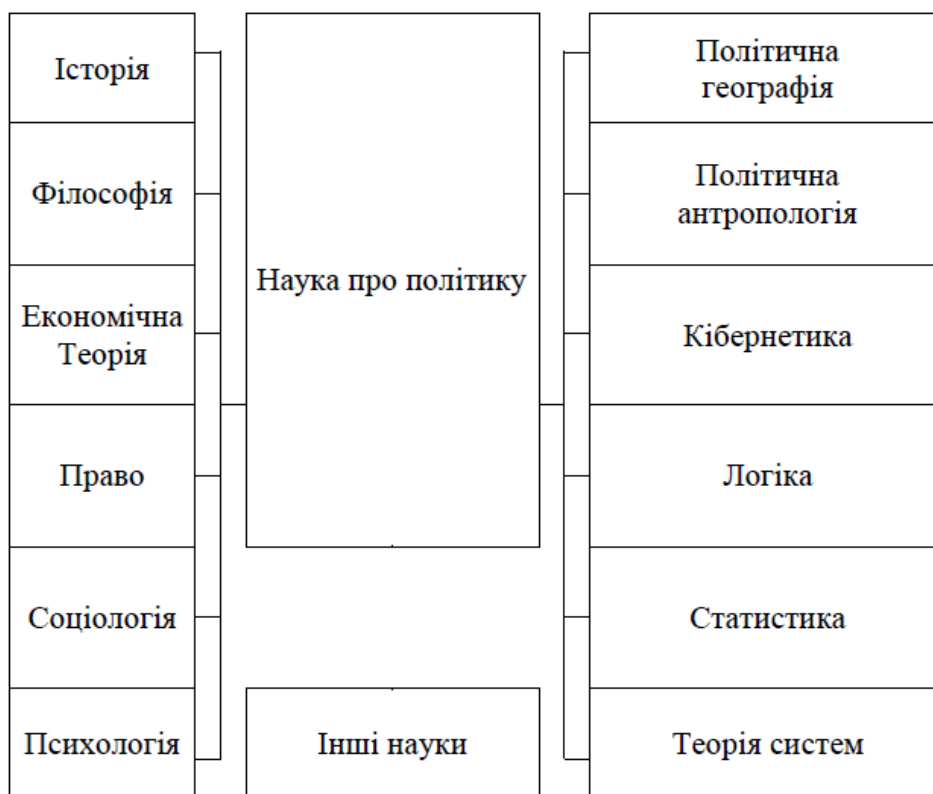 Історія
Філософія
Економічна
Теорія
Право
Соціологія
Психологія
Наука про політику
Інші науки
Політична
географія
Політична
антропологія
Кібернетика
Логіка
Статистика
Теорія систем